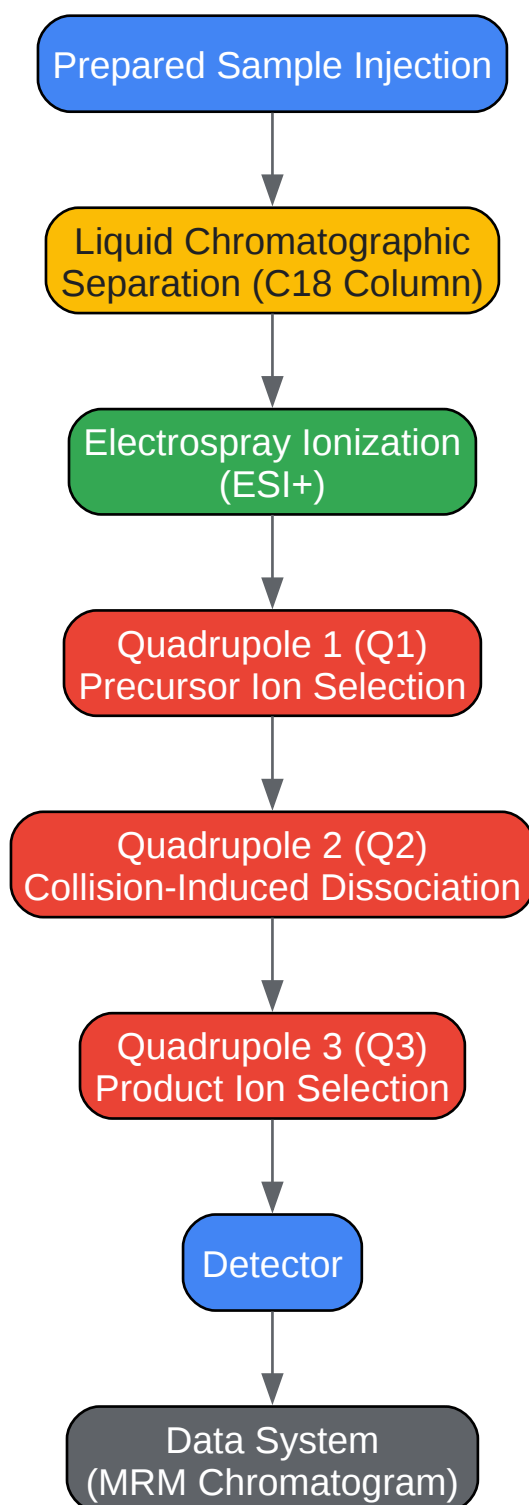 Prepared Sample Injection
Liquid Chromatographic
Separation (C18 Column)
Electrospray Ionization
(ESI+)
Quadrupole 1 (Q1)
Precursor Ion Selection
Quadrupole 2 (Q2)
Collision-Induced Dissociation
Quadrupole 3 (Q3)
Product Ion Selection
Detector
Data System
(MRM Chromatogram)